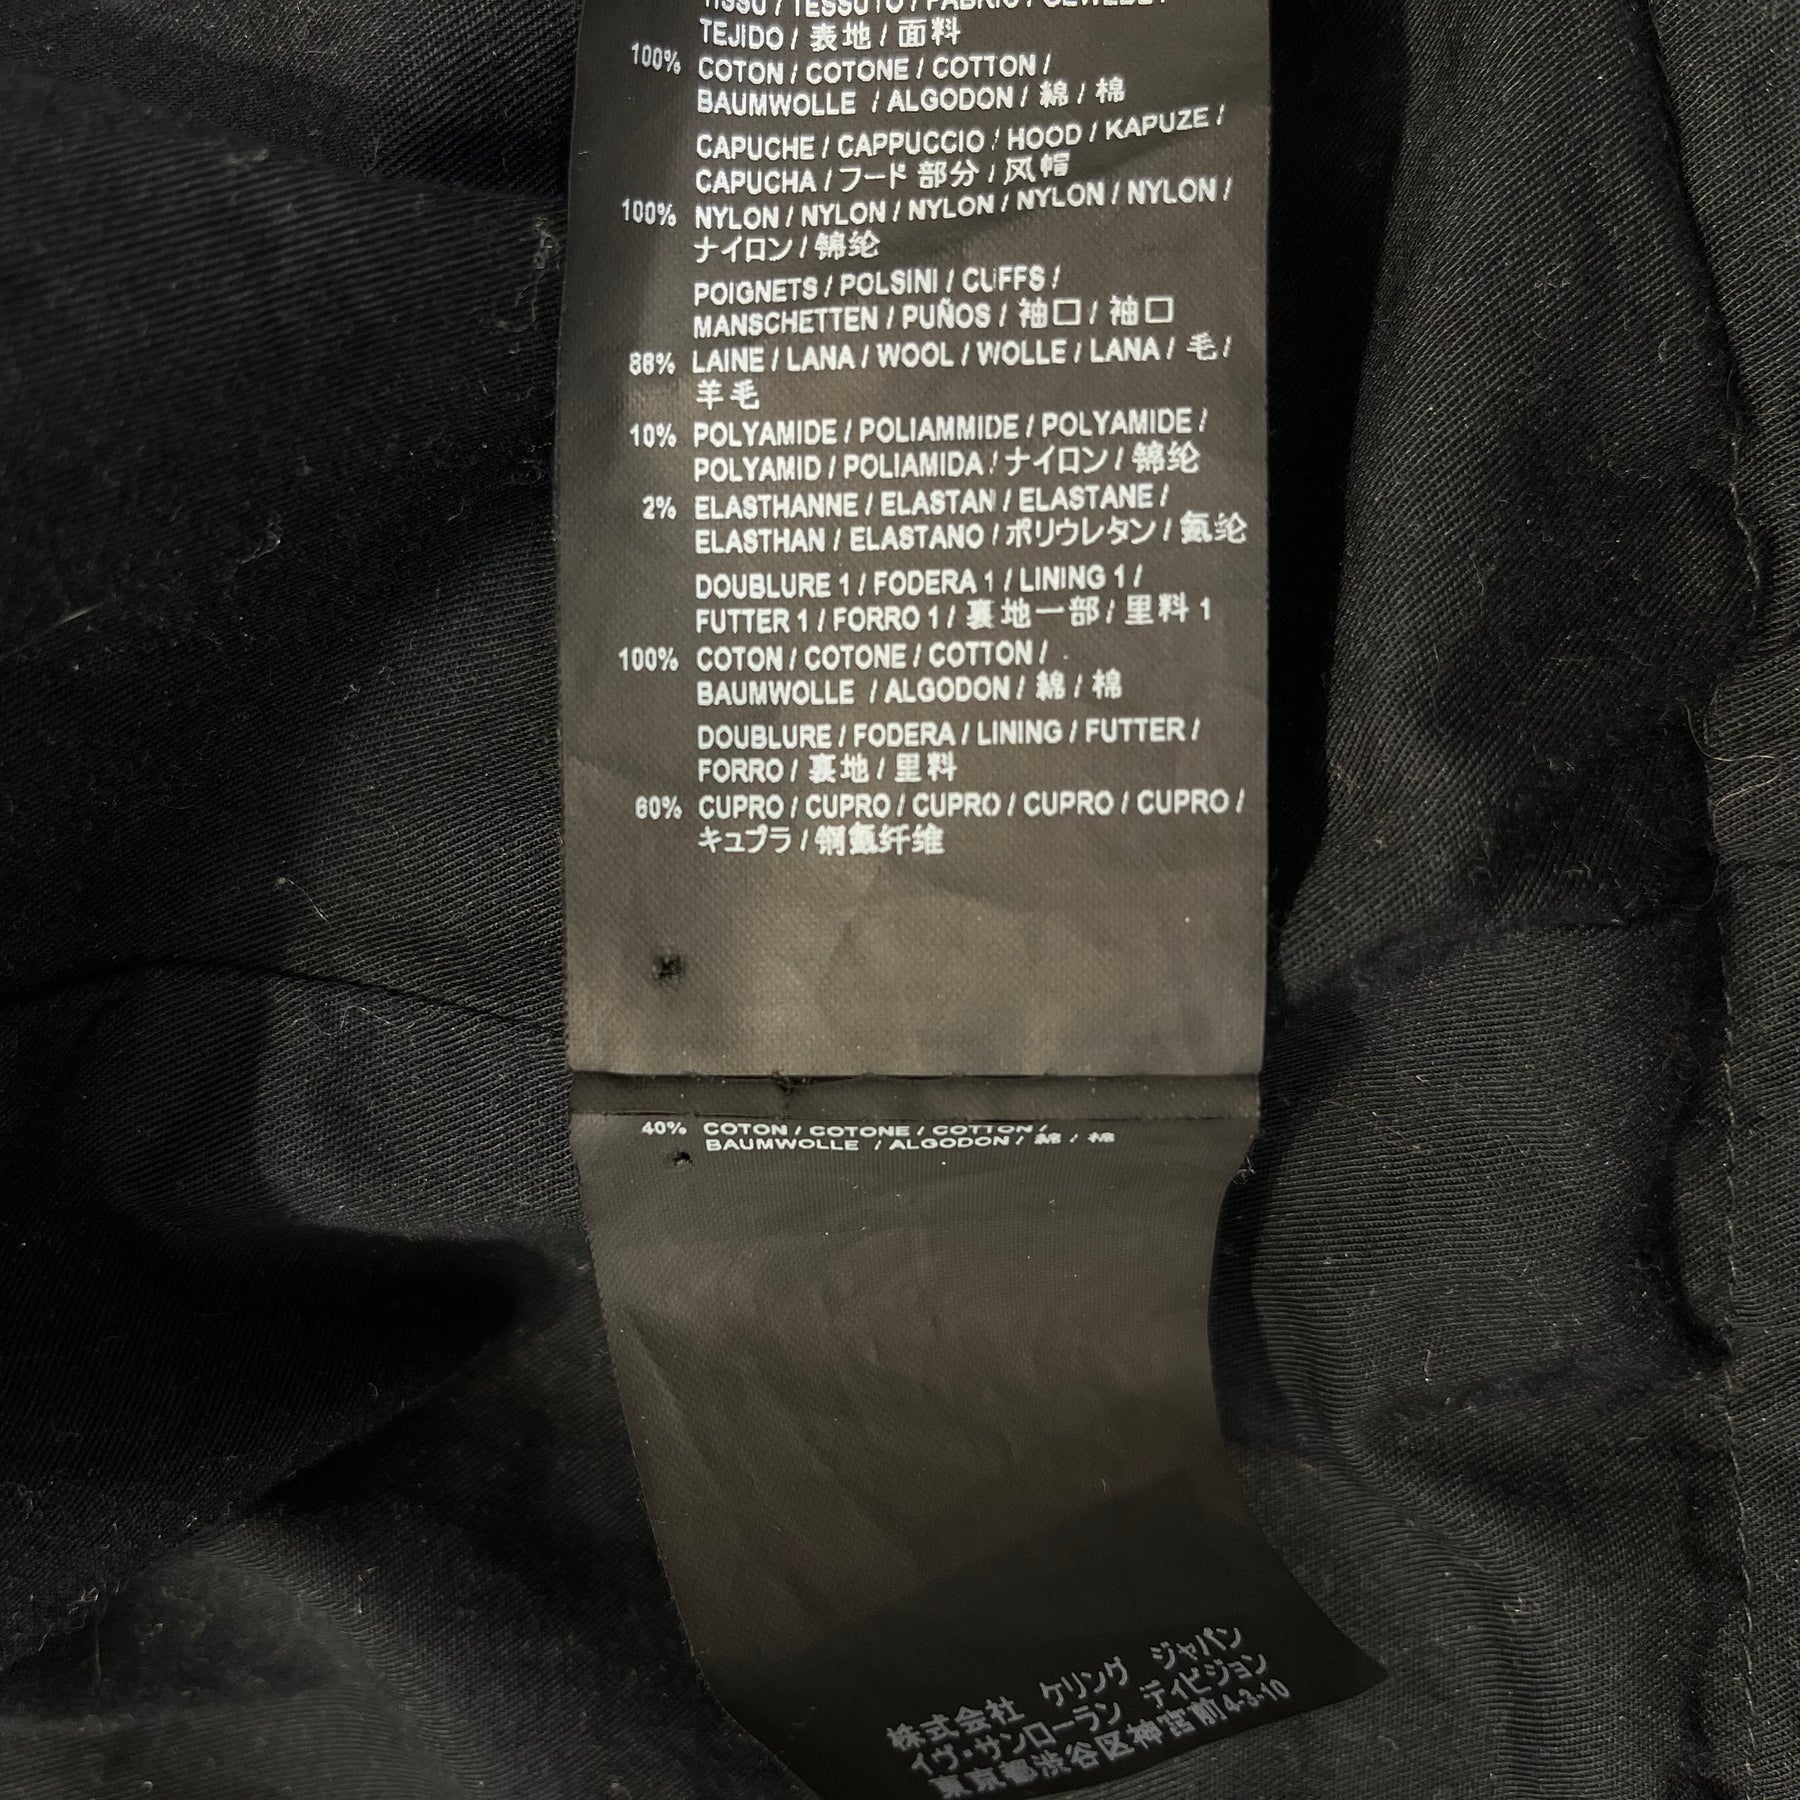 TISSU / TESSUTO / FABRIC / GEWEBE /
TEJIDO / 表地 / 面料
100% COTON / COTONE / COTTON /
BAUMWOLLE / ALGODON / 綿 / 棉
CAPUCHE / CAPPUCCIO / HOOD / KAPUZE /
CAPUCHA / フード 部分 / 风帽
100% NYLON / NYLON / NYLON / NYLON / NYLON /
ナイロン / 锦纶
POIGNETS / POLSINI / CUFFS /
MANSCHETTEN / PUÑOS / 袖口 / 袖口
88% LAINE / LANA / WOOL / WOLLE / LANA / 毛 /
羊毛
10% POLYAMIDE / POLIAMMIDE / POLYAMIDE /
POLYAMID / POLIAMIDA / ナイロン / 锦纶
2% ELASTHANNE / ELASTAN / ELASTANE /
ELASTHAN / ELASTANO / ポリウレタン / 氨纶
DOUBLURE 1 / FODERA 1 / LINING 1 /
FUTTER 1 / FORRO 1 / 裏地一部 / 里料 1
100% COTON / COTONE / COTTON /
BAUMWOLLE / ALGODON / 綿 / 棉
DOUBLURE / FODERA / LINING / FUTTER /
FORRO / 裏地 / 里料
60% CUPRO / CUPRO / CUPRO / CUPRO / CUPRO /
キュプラ / 铜氨纤维
40% COTON / COTONE / COTTON /
BAUMWOLLE / ALGODON / 綿 / 棉
株式会社 ケリング ジャパン
イヴ・サンローラン ディビジョン
東京都渋谷区神宮前4-3-10